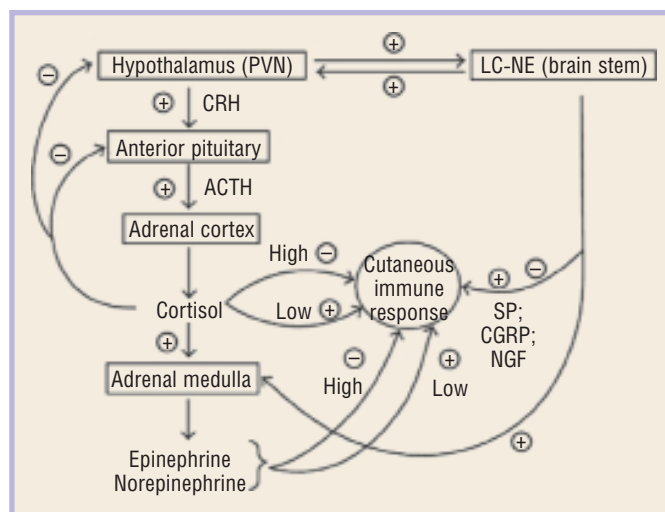 Hypothalamus (PVN)
LC-NE (brain stem)
CRH
Anterior pituitary
ACTH
Adrenal cortex
High
Cutaneous
immune
response
Cortisol
Low
SP;
CGRP;
NGF
Adrenal medulla
High
Low
Epinephrine
Norepinephrine